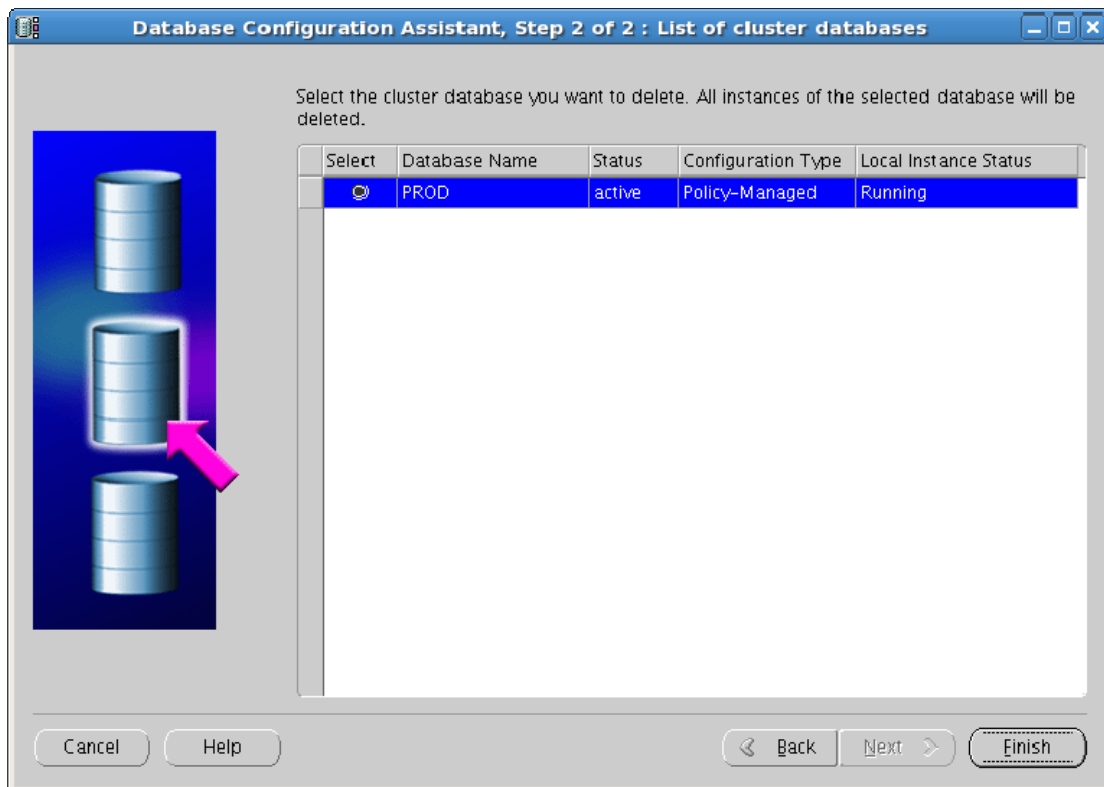 Database Configuration Assistant, Step 2 of 2 : List of cluster databases
Select the cluster database you want to delete. All instances of the selected database will be
deleted.
Select Database Name Status Configuration Type Local Instance Status
PROD active Policy-Managed Running
Cancel Help Back Next Finish